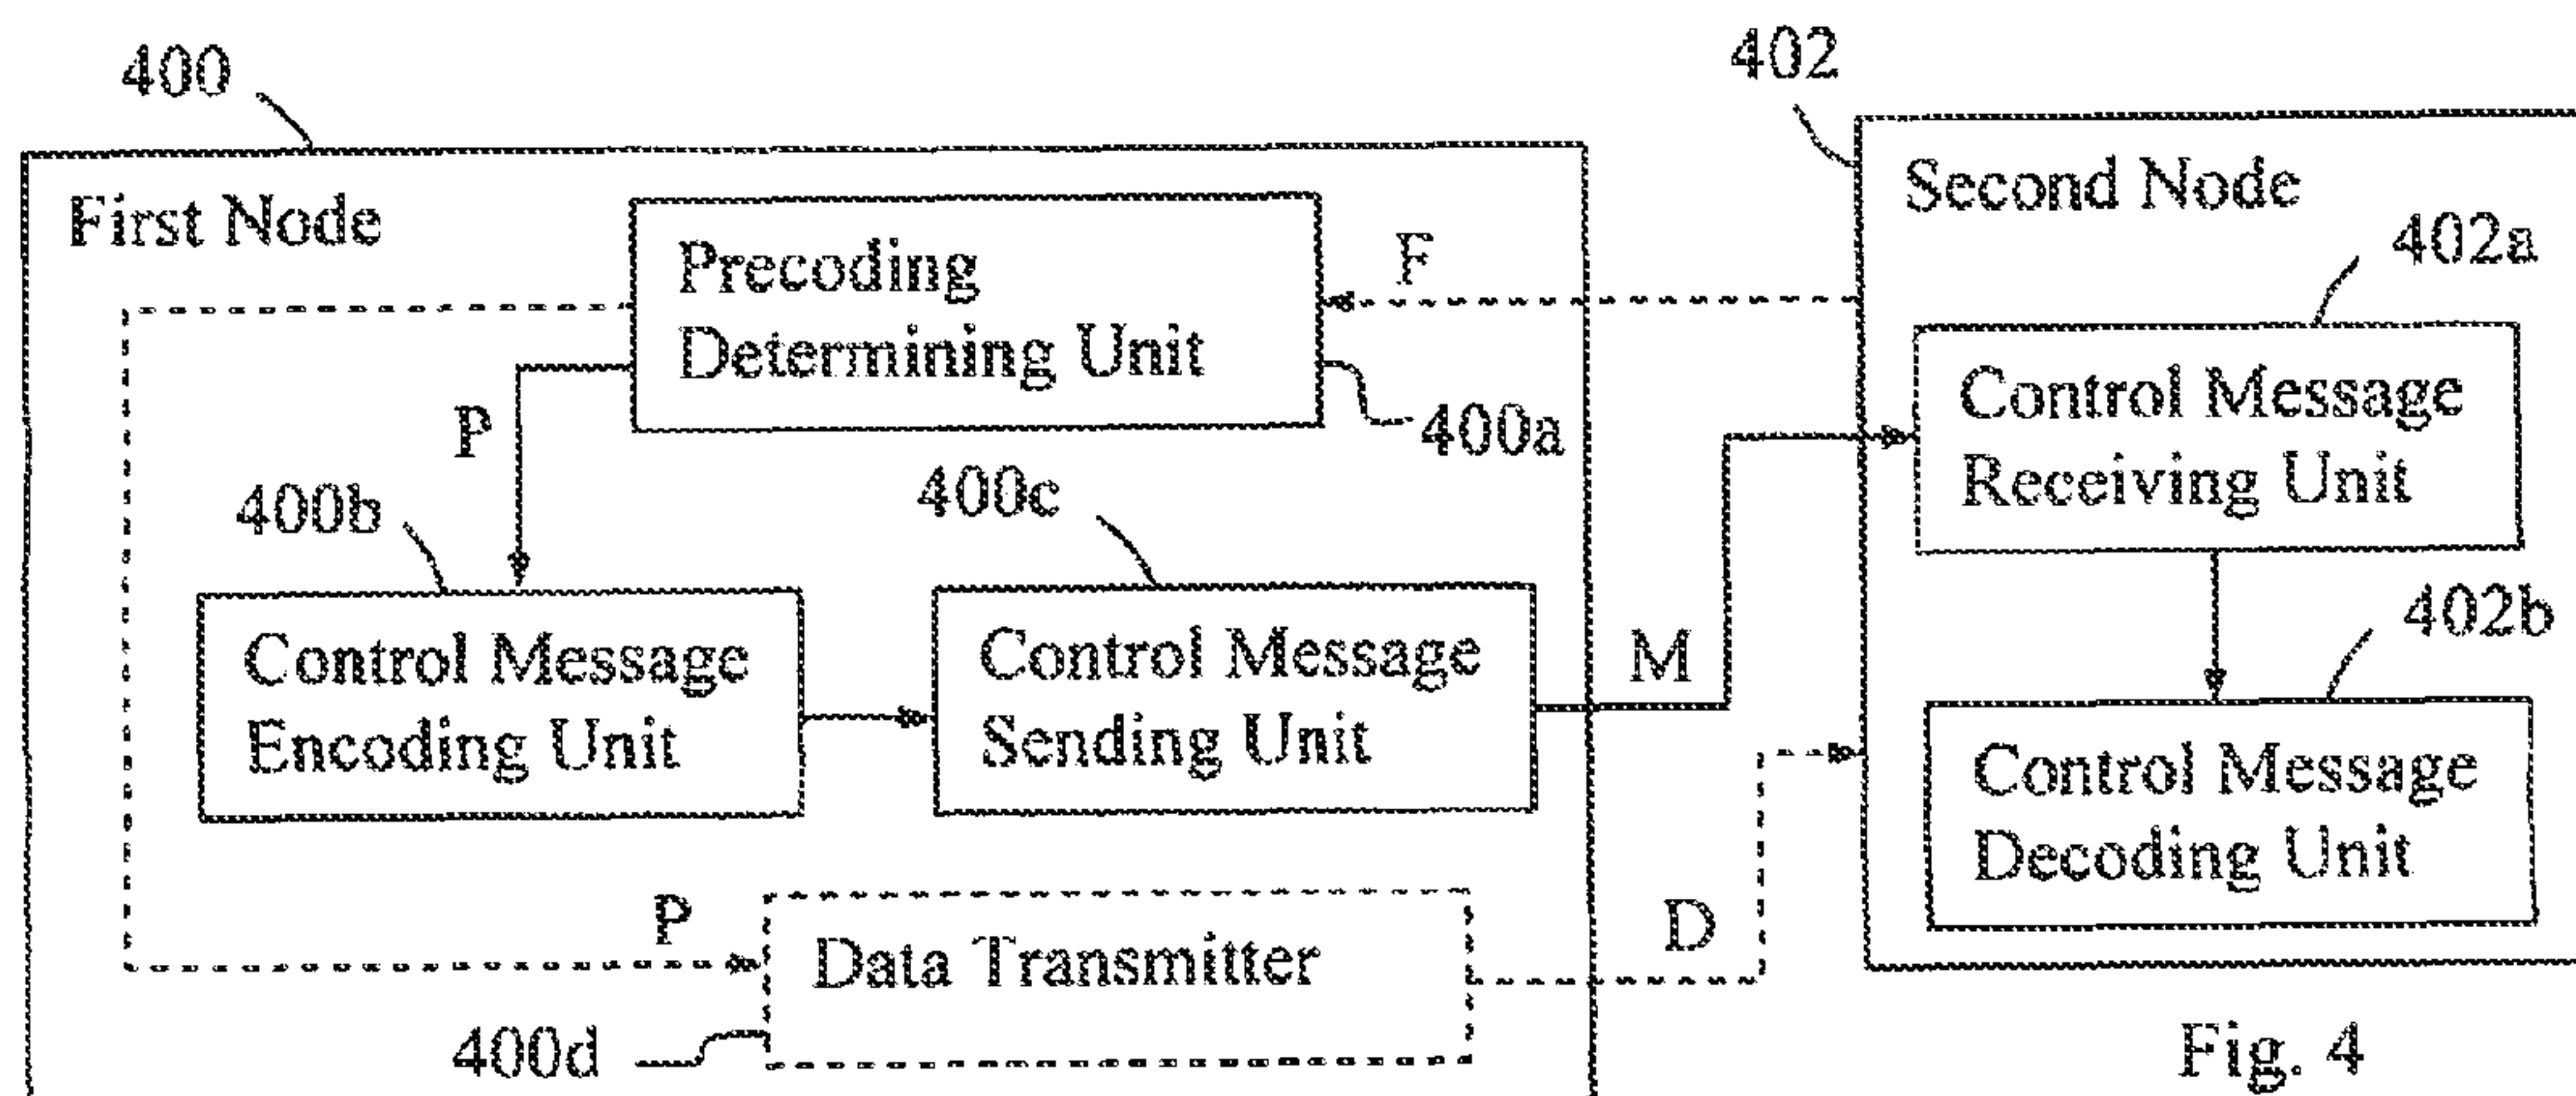 400
402
First Node
Second Node
Precoding
Determining Unit
F
400a
402a
Control Message
Receiving Unit
P
400b
400c
Control Message
Encoding Unit
Control Message
Sending Unit
M
402b
Control Message
Decoding Unit
P
Data Transmitter
D
400d
Fig. 4